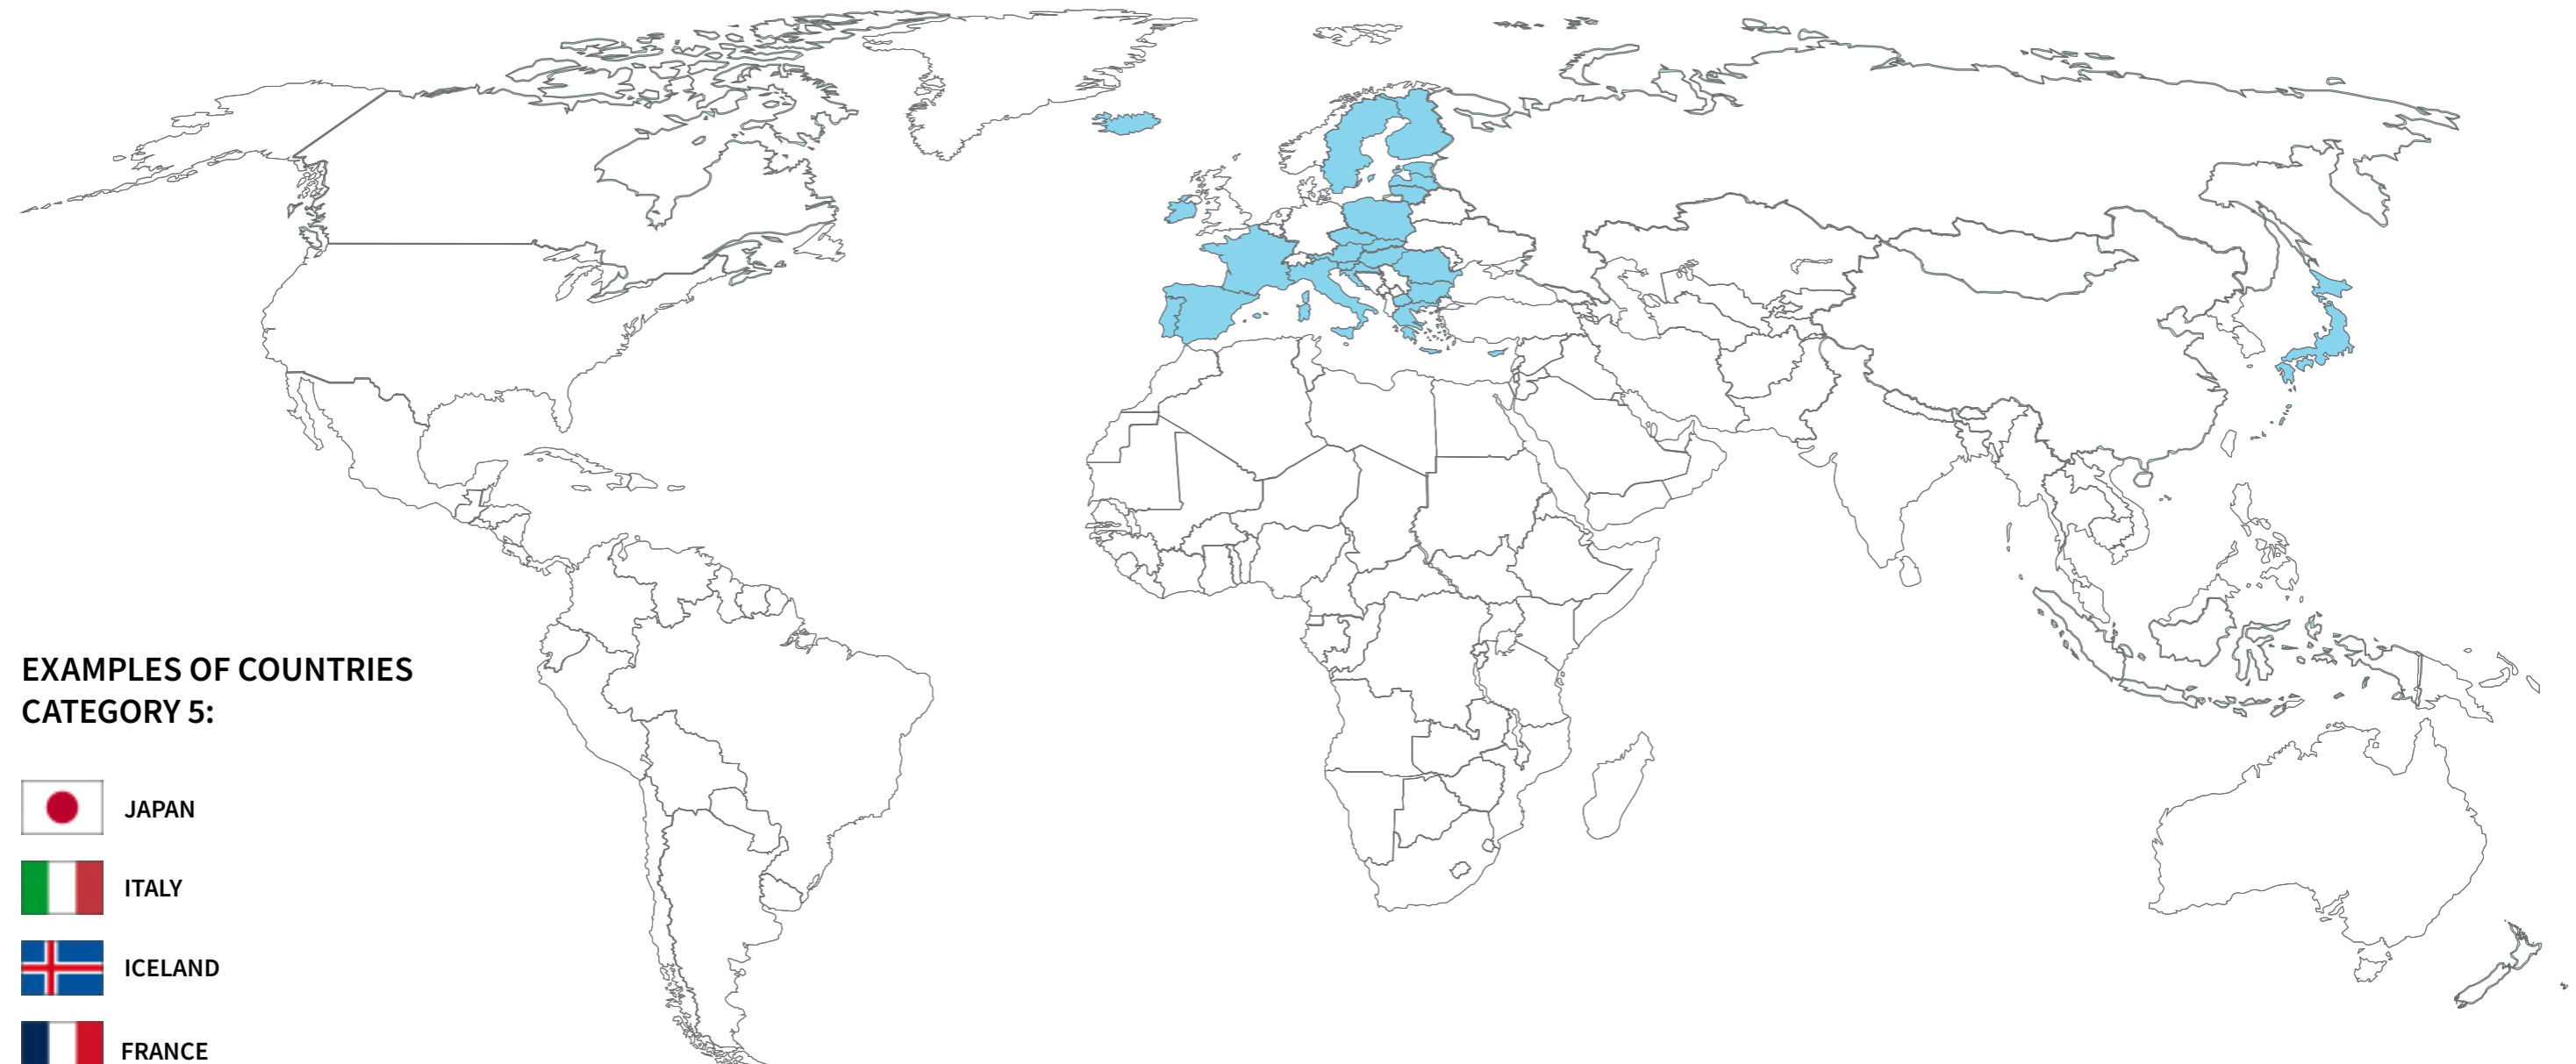 EXAMPLES OF COUNTRIES
CATEGORY 5:
JAPAN
ITALY
ICELAND
FRANCE